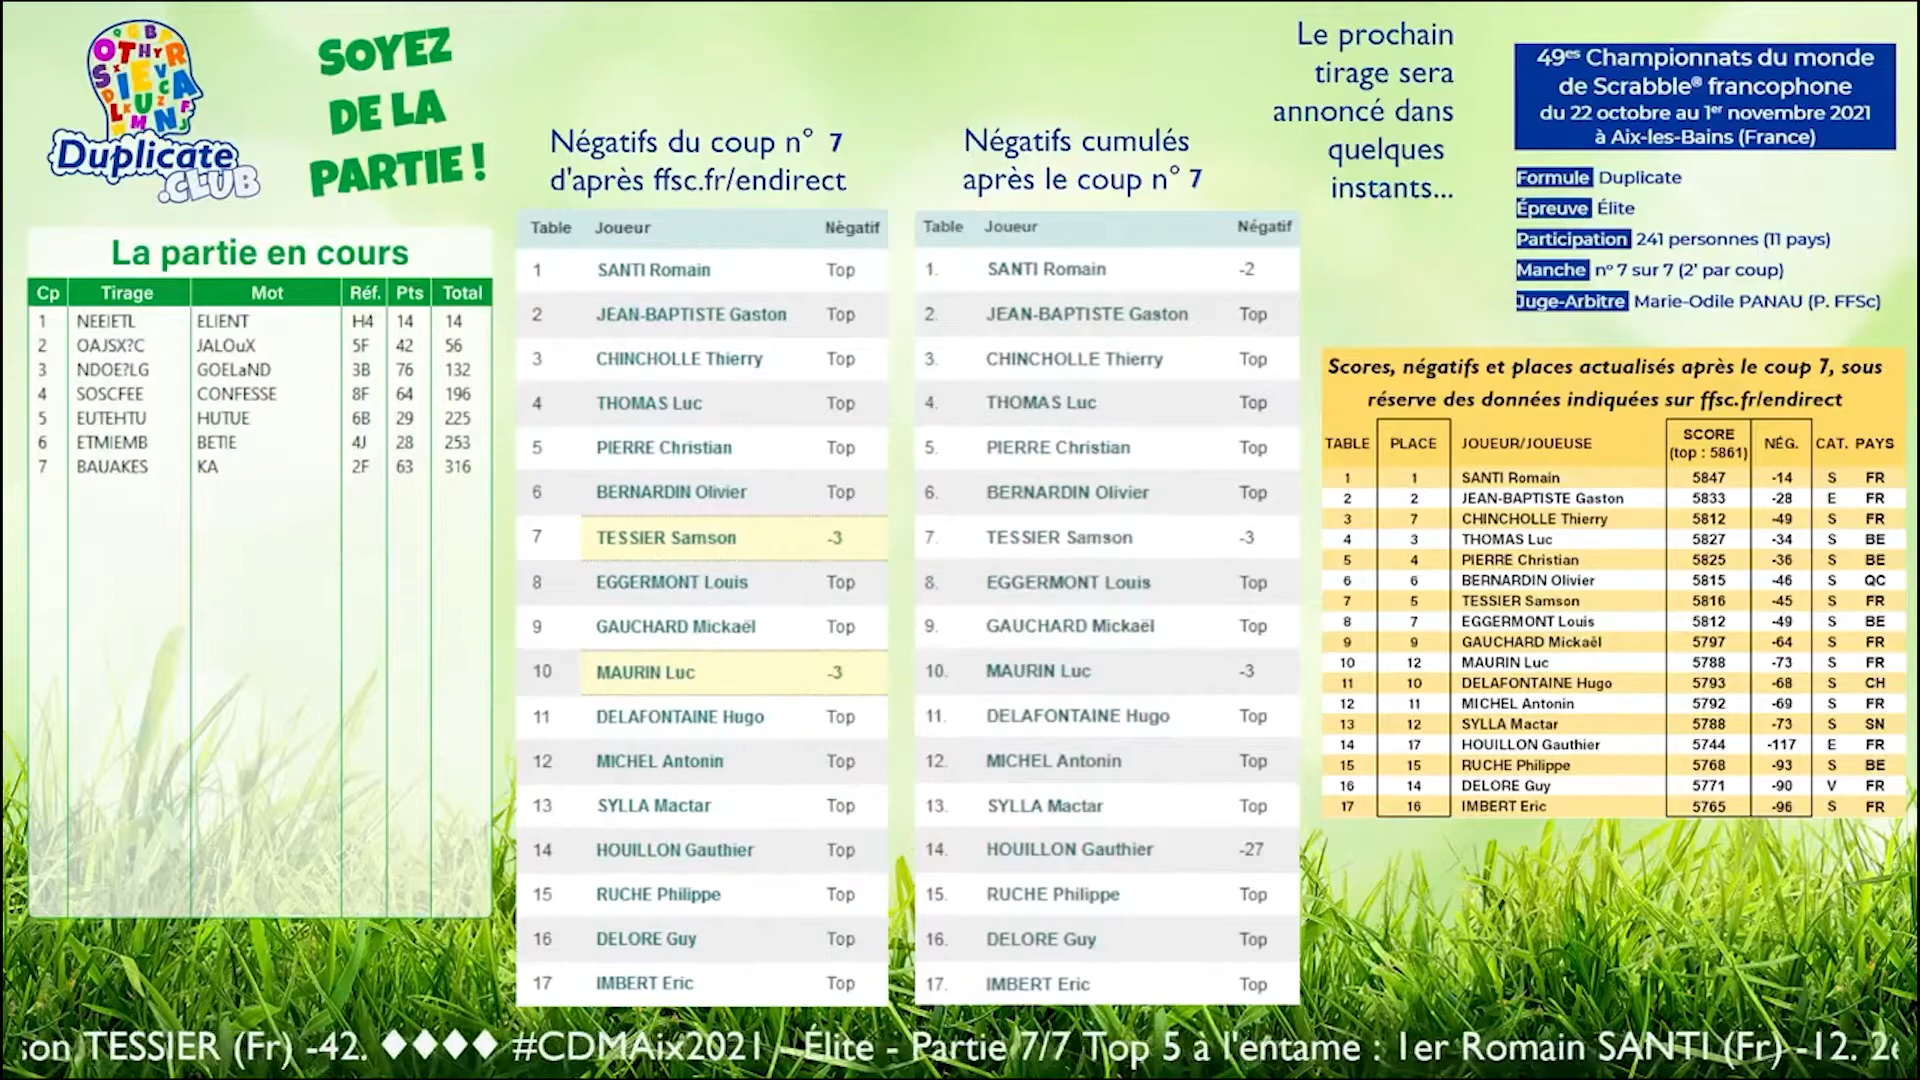 Duplicate
.CLUB
SOYEZ
DE LA
PARTIE !
La partie en cours
Cp Tirage Mot Réf. Pts Total
1 NEEIETL ELIENT H4 14 14
2 OAJSX?C JALOuX 5F 42 56
3 NDOE?LG GOELaND 3B 76 132
4 SOSCFEE CONFESSE 8F 64 196
5 EUTEHTU HUTUE 6B 29 225
6 ETMIEMB BETIE 4J 28 253
7 BAUAKES KA 2F 63 316
Négatifs du coup n° 7
d'après ffsc.fr/endirect
Table Joueur Négatif
1 SANTI Romain Top
2 JEAN-BAPTISTE Gaston Top
3 CHINCHOLLE Thierry Top
4 THOMAS Luc Top
5 PIERRE Christian Top
6 BERNARDIN Olivier Top
7 TESSIER Samson -3
8 EGGERMONT Louis Top
9 GAUCHARD Mickaël Top
10 MAURIN Luc -3
11 DELAFONTAINE Hugo Top
12 MICHEL Antonin Top
13 SYLLA Mactar Top
14 HOUILLON Gauthier Top
15 RUCHE Philippe Top
16 DELORE Guy Top
17 IMBERT Eric Top
Négatifs cumulés
après le coup n° 7
Table Joueur Négatif
1. SANTI Romain -2
2. JEAN-BAPTISTE Gaston Top
3. CHINCHOLLE Thierry Top
4. THOMAS Luc Top
5. PIERRE Christian Top
6. BERNARDIN Olivier Top
7. TESSIER Samson -3
8. EGGERMONT Louis Top
9. GAUCHARD Mickaël Top
10. MAURIN Luc -3
11. DELAFONTAINE Hugo Top
12. MICHEL Antonin Top
13. SYLLA Mactar Top
14. HOUILLON Gauthier -27
15. RUCHE Philippe Top
16. DELORE Guy Top
17. IMBERT Eric Top
Le prochain
tirage sera
annoncé dans
quelques
instants...
49es Championnats du monde
de Scrabble® francophone
du 22 octobre au 1er novembre 2021
à Aix-les-Bains (France)
Formule Duplicate
Épreuve Élite
Participation 241 personnes (11 pays)
Manche n° 7 sur 7 (2' par coup)
Juge-Arbitre Marie-Odile PANAU (P. FFSc)
Scores, négatifs et places actualisés après le coup 7, sous
réserve des données indiquées sur ffsc.fr/endirect
TABLE PLACE JOUEUR/JOUEUSE SCORE (top : 5861) NÉG. CAT. PAYS
1 1 SANTI Romain 5847 -14 S FR
2 2 JEAN-BAPTISTE Gaston 5833 -28 E FR
3 7 CHINCHOLLE Thierry 5812 -49 S FR
4 3 THOMAS Luc 5827 -34 S BE
5 4 PIERRE Christian 5825 -36 S BE
6 6 BERNARDIN Olivier 5815 -46 S QC
7 5 TESSIER Samson 5816 -45 S FR
8 7 EGGERMONT Louis 5812 -49 S BE
9 9 GAUCHARD Mickaël 5797 -64 S FR
10 12 MAURIN Luc 5788 -73 S FR
11 10 DELAFONTAINE Hugo 5793 -68 S CH
12 11 MICHEL Antonin 5792 -69 S FR
13 12 SYLLA Mactar 5788 -73 S SN
14 17 HOUILLON Gauthier 5744 -117 E FR
15 15 RUCHE Philippe 5768 -93 S BE
16 14 DELORE Guy 5771 -90 V FR
17 16 IMBERT Eric 5765 -96 S FR
son TESSIER (Fr) -42. ♦♦♦♦ #CDMAix2021 - Élite - Partie 7/7 Top 5 à l'entame : 1er Romain SANTI (Fr) -12. 2e